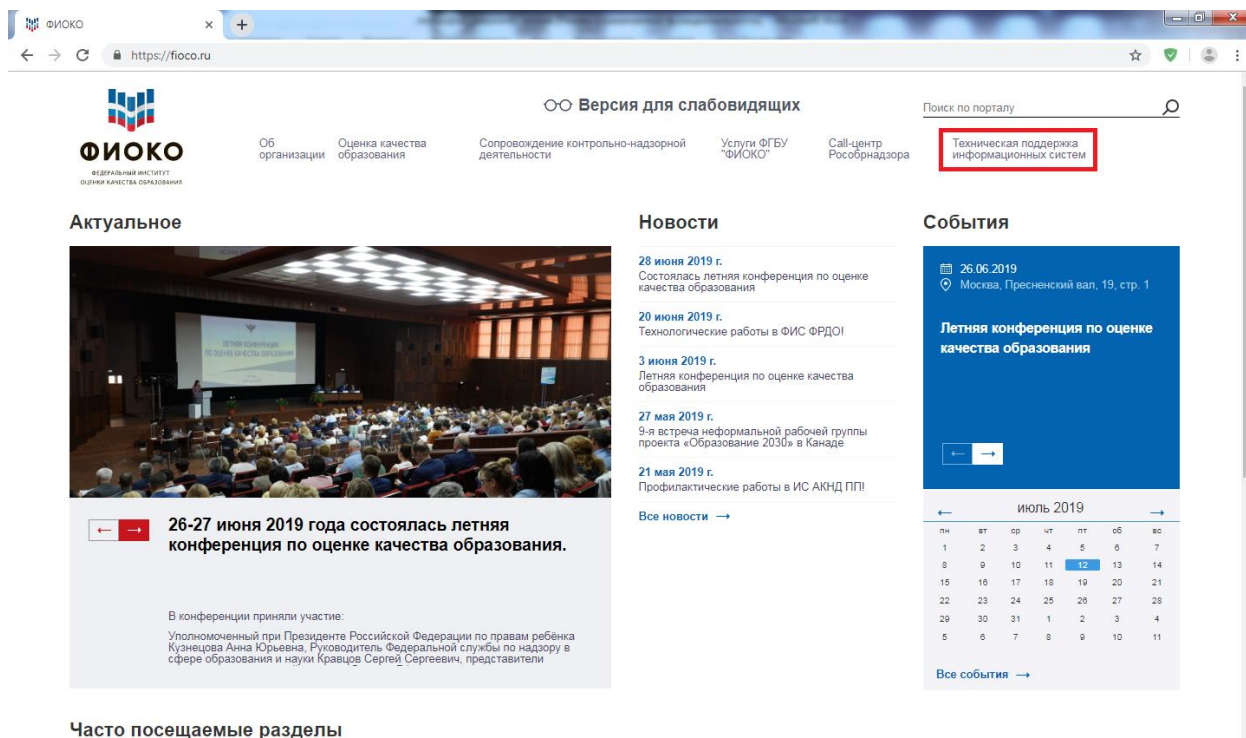 ФИОКО
https://fioco.ru
ФИОКО
ФЕДЕРАЛЬНЫЙ ИНСТИТУТ
ОЦЕНКИ КАЧЕСТВА ОБРАЗОВАНИЯ
Версия для слабовидящих
Поиск по порталу
Об
организации
Оценка качества
образования
Сопровождение контрольно-надзорной
деятельности
Услуги ФГБУ
"ФИОКО"
Call-центр
Рособрнадзора
Техническая поддержка
информационных систем
Актуальное
ЛЕТНЯЯ КОНФЕРЕНЦИЯ
ПО ОЦЕНКЕ КАЧЕСТВА ОБРАЗОВАНИЯ
26-27 июня 2019 года состоялась летняя
конференция по оценке качества образования.
В конференции приняли участие:
Уполномоченный при Президенте Российской Федерации по правам ребёнка
Кузнецова Анна Юрьевна, Руководитель Федеральной службы по надзору в
сфере образования и науки Кравцов Сергей Сергеевич, представители
Новости
28 июня 2019 г.
Состоялась летняя конференция по оценке
качества образования
20 июня 2019 г.
Технологические работы в ФИС ФРДО!
3 июня 2019 г.
Летняя конференция по оценке качества
образования
27 мая 2019 г.
9-я встреча неформальной рабочей группы
проекта «Образование 2030» в Канаде
21 мая 2019 г.
Профилактические работы в ИС АКНД ПП!
Все новости →
События
26.06.2019
Москва, Пресненский вал, 19, стр. 1
Летняя конференция по оценке
качества образования
← →
← июль 2019 →
пн вт ср чт пт сб вс
1 2 3 4 5 6 7
8 9 10 11 12 13 14
15 16 17 18 19 20 21
22 23 24 25 26 27 28
29 30 31 1 2 3 4
5 6 7 8 9 10 11
Все события →
Часто посещаемые разделы